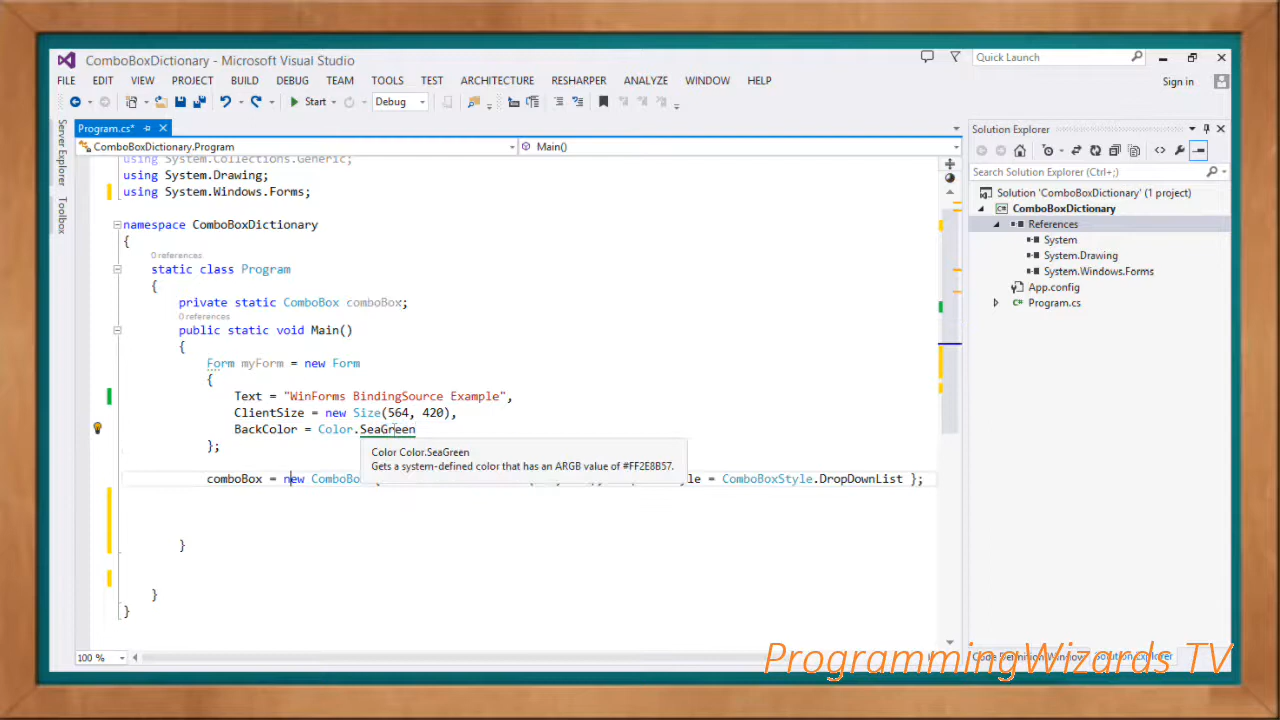 ComboBoxDictionary - Microsoft Visual Studio
Quick Launch
FILE EDIT VIEW PROJECT BUILD DEBUG TEAM TOOLS TEST ARCHITECTURE RESHARPER ANALYZE WINDOW HELP
Sign in
Start Debug
Server Explorer
Toolbox
Program.cs*
ComboBoxDictionary.Program
Main()
using System.Collections.Generic;
using System.Drawing;
using System.Windows.Forms;
namespace ComboBoxDictionary
{
0 references
static class Program
{
private static ComboBox comboBox;
0 references
public static void Main()
{
Form myForm = new Form
{
Text = "WinForms BindingSource Example",
ClientSize = new Size(564, 420),
BackColor = Color.SeaGreen
};
Color Color.SeaGreen
Gets a system-defined color that has an ARGB value of #FF2E8B57.
comboBox = new ComboBo le = ComboBoxStyle.DropDownList };
}
}
}
100 %
Solution Explorer
Search Solution Explorer (Ctrl+;)
Solution 'ComboBoxDictionary' (1 project)
ComboBoxDictionary
References
System
System.Drawing
System.Windows.Forms
App.config
Program.cs
Code Definition Window Solution Explorer
ProgrammingWizards TV